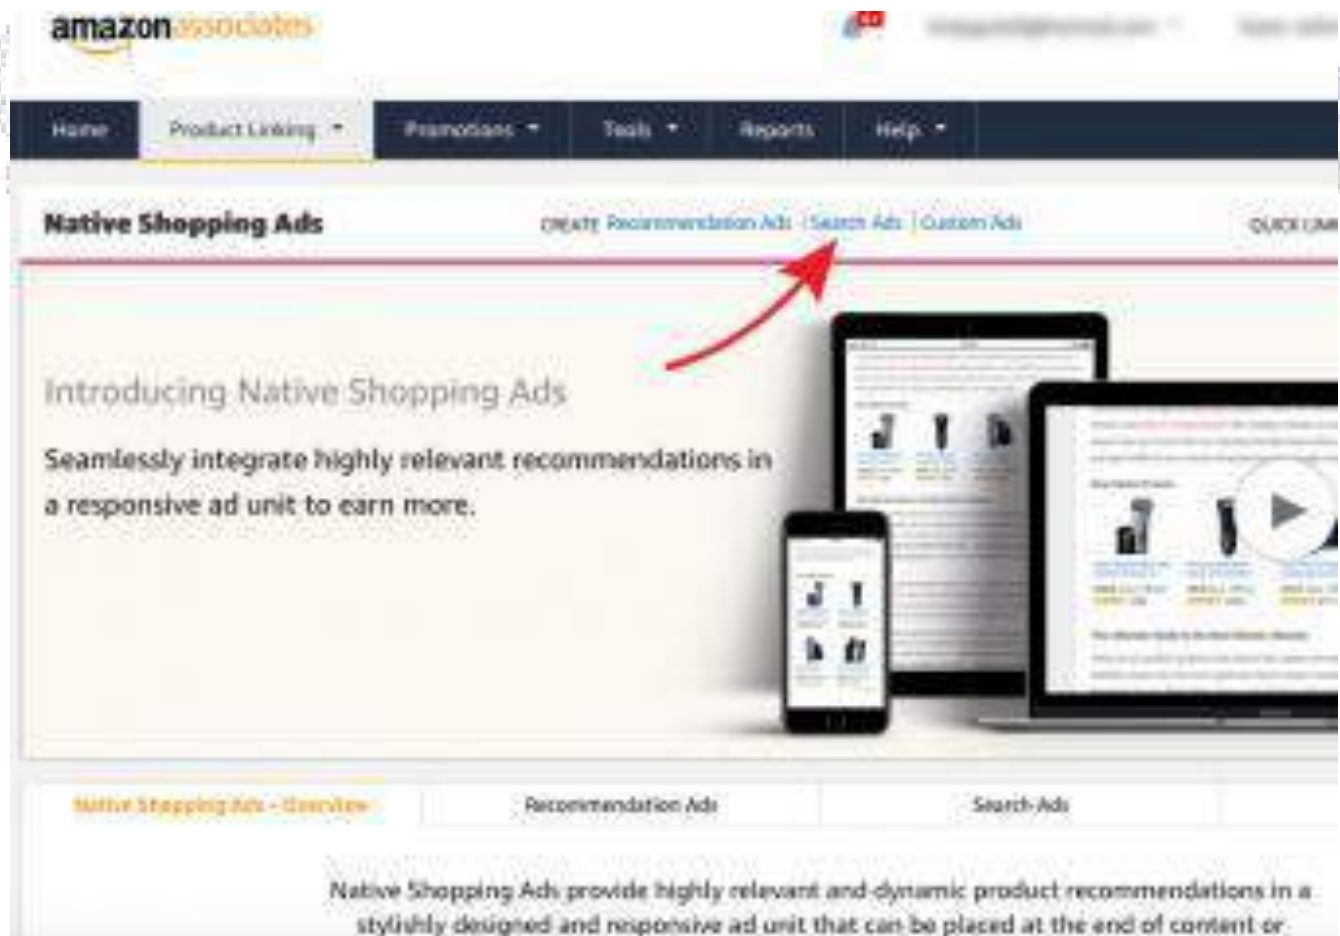 amazon associates
Home Product Linking Promotions Tools Reports Help
Native Shopping Ads CREATE Recommendation Ads | Search Ads | Custom Ads QUICK LINK
Introducing Native Shopping Ads
Seamlessly integrate highly relevant recommendations in
a responsive ad unit to earn more.
Native Shopping Ads - Overview Recommendation Ads Search Ads
Native Shopping Ads provide highly relevant and dynamic product recommendations in a
stylishly designed and responsive ad unit that can be placed at the end of content or